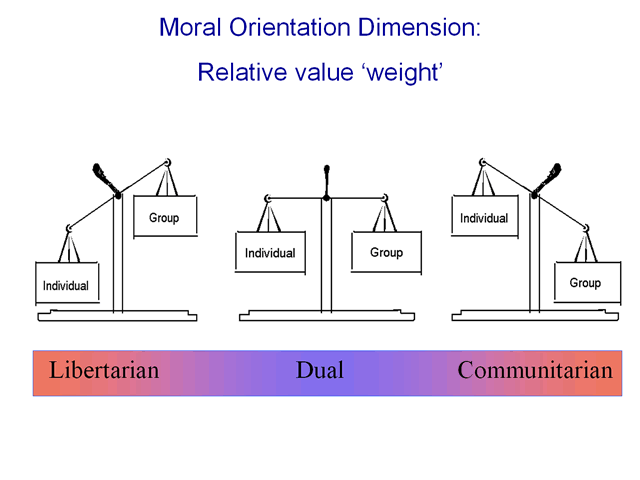 Moral Orientation Dimension:
Relative value ‘weight’
Individual
Group
Individual
Group
Individual
Group
Libertarian
Dual
Communitarian